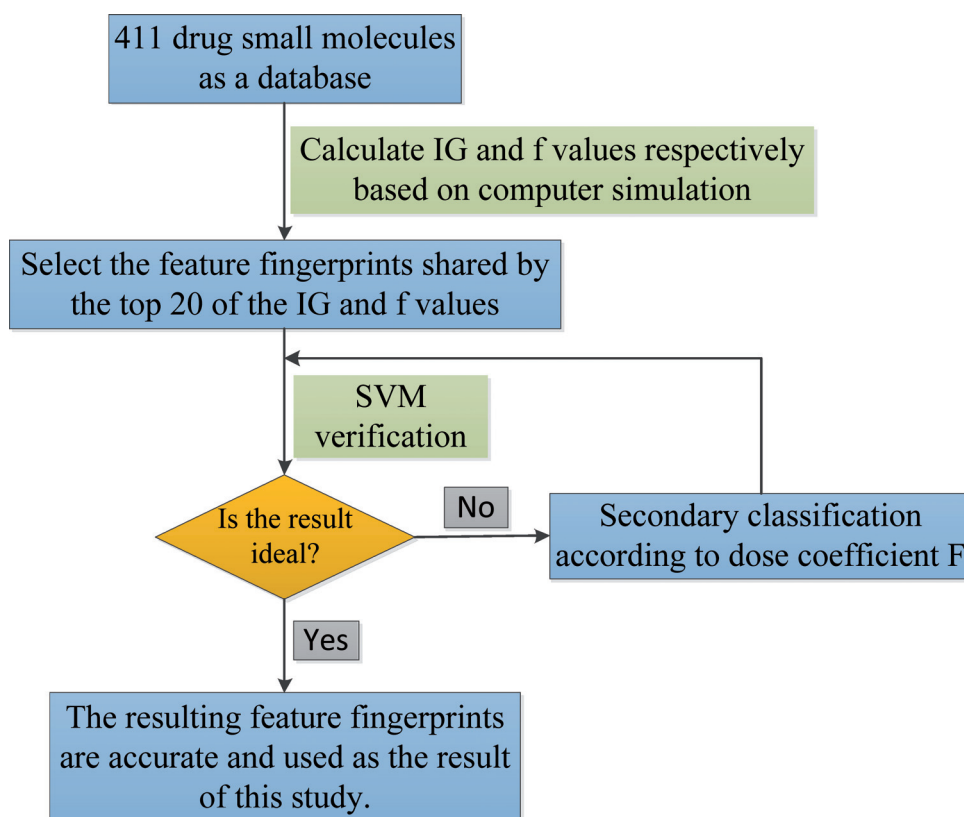 411 drug small molecules
as a database
Calculate IG and f values respectively
based on computer simulation
Select the feature fingerprints shared by
the top 20 of the IG and f values
SVM
verification
Is the result
ideal?
No
Secondary classification
according to dose coefficient F
Yes
The resulting feature fingerprints
are accurate and used as the result
of this study.